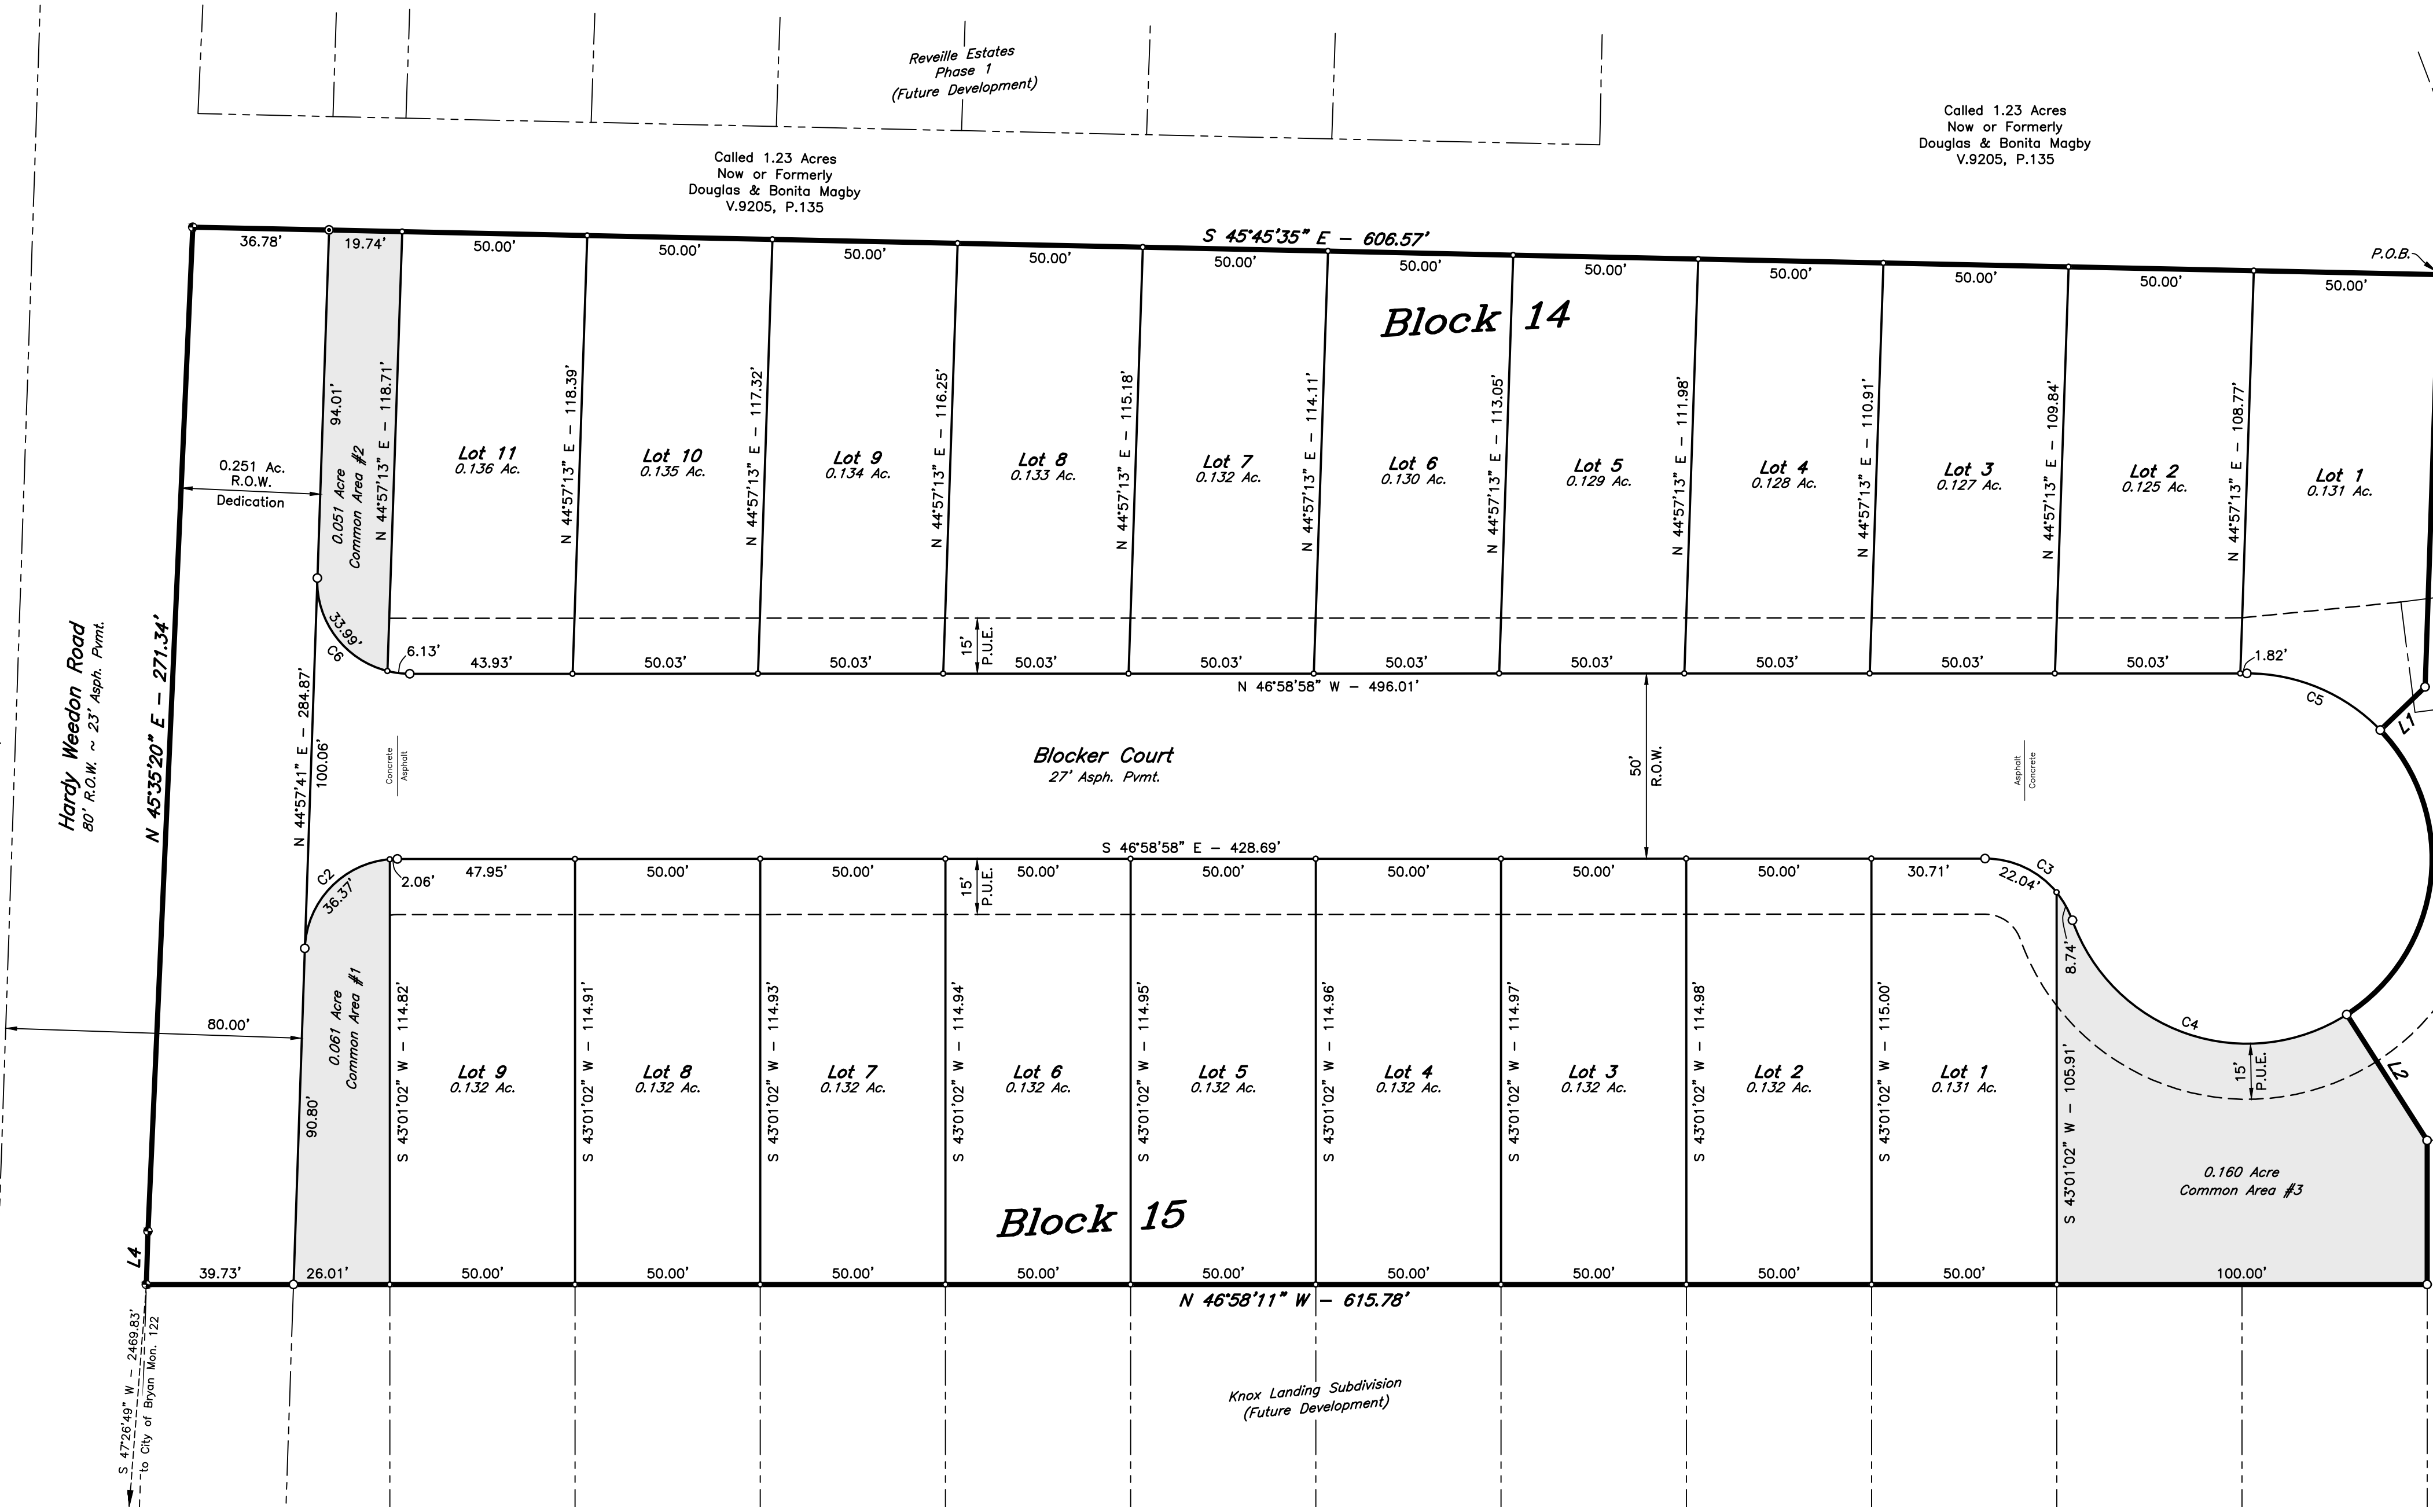 Reveille Estates
Phase 1
(Future Development)
Called 1.23 Acres
Now or Formerly
Douglas & Bonita Magby
V.9205, P.135
Called 1.23 Acres
Now or Formerly
Douglas & Bonita Magby
V.9205, P.135
S 45°45'35" E - 606.57'
P.O.B.
36.78'
19.74'
50.00'
50.00'
50.00'
50.00'
50.00'
50.00'
50.00'
50.00'
50.00'
50.00'
50.00'
Block 14
94.01'
N 44°57'13" E - 118.71'
N 44°57'13" E - 118.39'
N 44°57'13" E - 117.32'
N 44°57'13" E - 116.25'
N 44°57'13" E - 115.18'
N 44°57'13" E - 114.11'
N 44°57'13" E - 113.05'
N 44°57'13" E - 111.98'
N 44°57'13" E - 110.91'
N 44°57'13" E - 109.84'
N 44°57'13" E - 108.77'
0.251 Ac.
R.O.W.
Dedication
0.051 Acre
Common Area #2
Lot 11
0.136 Ac.
Lot 10
0.135 Ac.
Lot 9
0.134 Ac.
Lot 8
0.133 Ac.
Lot 7
0.132 Ac.
Lot 6
0.130 Ac.
Lot 5
0.129 Ac.
Lot 4
0.128 Ac.
Lot 3
0.127 Ac.
Lot 2
0.125 Ac.
Lot 1
0.131 Ac.
33.99'
C6
6.13'
43.93'
50.03'
50.03'
15'
P.U.E.
50.03'
50.03'
50.03'
50.03'
50.03'
50.03'
50.03'
1.82'
C5
L1
N 46°58'58" W - 496.01'
Hardy Weedon Road
80' R.O.W. ~ 23' Asph. Pvmt.
N 45°35'20" E - 271.34'
N 44°57'41" E - 284.87'
100.06'
Concrete
Asphalt
Blocker Court
27' Asph. Pvmt.
50'
R.O.W.
Asphalt
Concrete
S 46°58'58" E - 428.69'
C2
36.37'
2.06'
47.95'
50.00'
50.00'
15'
P.U.E.
50.00'
50.00'
50.00'
50.00'
50.00'
30.71'
C3
22.04'
8.74'
C4
15'
P.U.E.
L2
80.00'
90.80'
0.061 Acre
Common Area #1
S 43°01'02" W - 114.82'
S 43°01'02" W - 114.91'
S 43°01'02" W - 114.93'
S 43°01'02" W - 114.94'
S 43°01'02" W - 114.95'
S 43°01'02" W - 114.96'
S 43°01'02" W - 114.97'
S 43°01'02" W - 114.98'
S 43°01'02" W - 115.00'
S 43°01'02" W - 105.91'
Lot 9
0.132 Ac.
Lot 8
0.132 Ac.
Lot 7
0.132 Ac.
Lot 6
0.132 Ac.
Lot 5
0.132 Ac.
Lot 4
0.132 Ac.
Lot 3
0.132 Ac.
Lot 2
0.132 Ac.
Lot 1
0.131 Ac.
0.160 Acre
Common Area #3
Block 15
L4
39.73'
26.01'
50.00'
50.00'
50.00'
50.00'
50.00'
50.00'
50.00'
50.00'
50.00'
100.00'
N 46°58'11" W - 615.78'
S 47°26'49" W - 2469.83'
to City of Bryan Mon. 122
Knox Landing Subdivision
(Future Development)